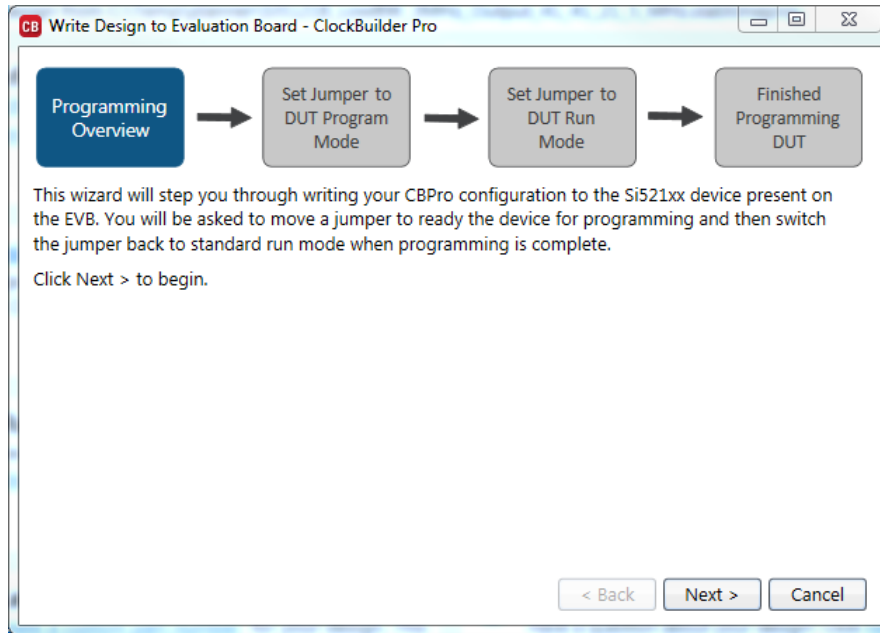 CB Write Design to Evaluation Board - ClockBuilder Pro
Programming
Overview
Set Jumper to
DUT Program
Mode
Set Jumper to
DUT Run
Mode
Finished
Programming
DUT
This wizard will step you through writing your CBPro configuration to the Si521xx device present on
the EVB. You will be asked to move a jumper to ready the device for programming and then switch
the jumper back to standard run mode when programming is complete.
Click Next > to begin.
< Back Next > Cancel